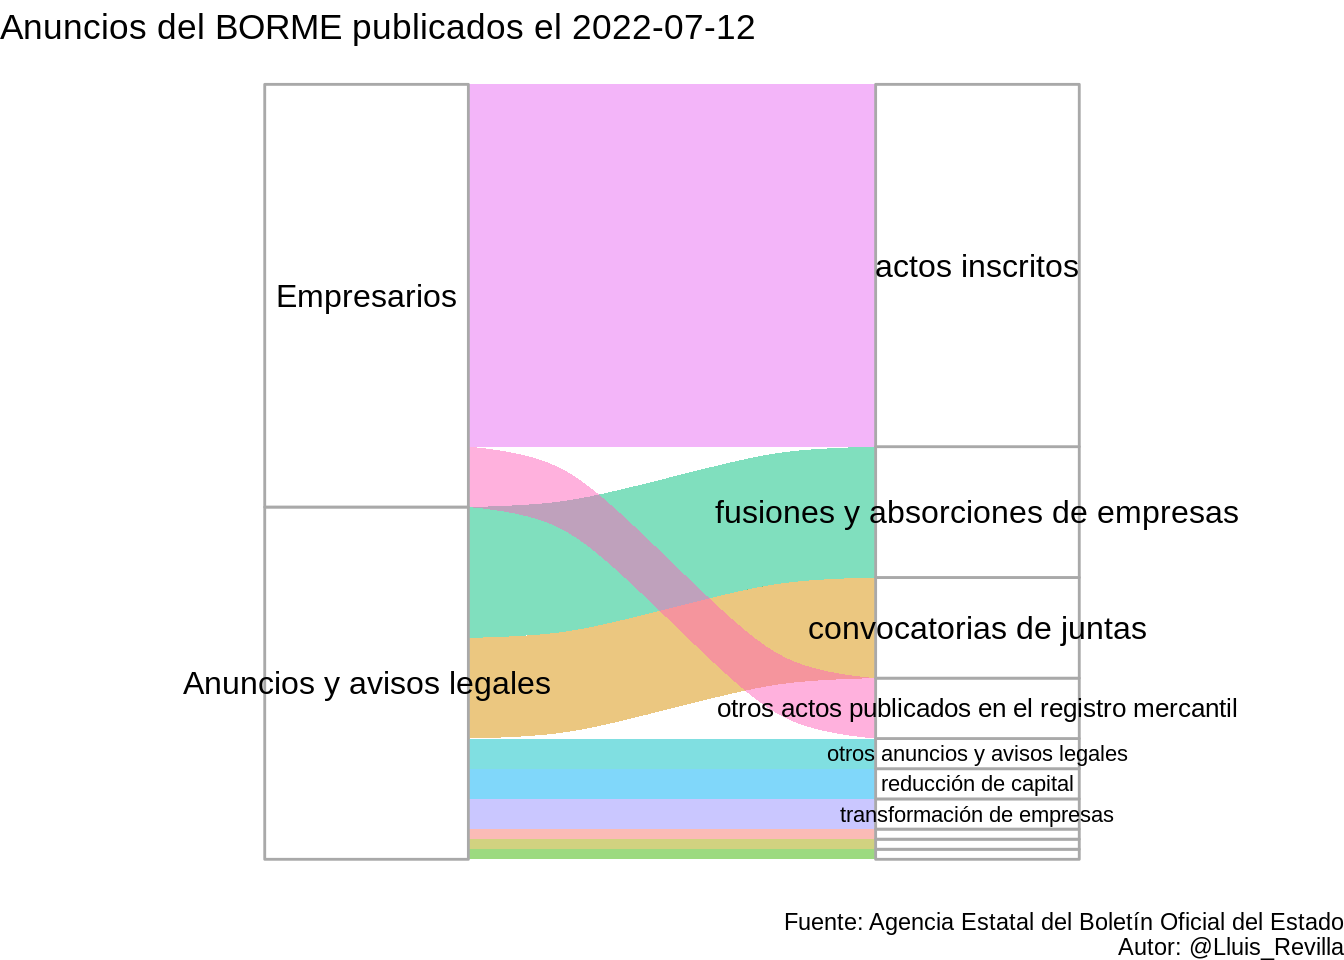 Anuncios del BORME publicados el 2022-07-12
Empresarios
actos inscritos
fusiones y absorciones de empresas
convocatorias de juntas
Anuncios y avisos legales
otros actos publicados en el registro mercantil
otros anuncios y avisos legales
reducción de capital
transformación de empresas
Fuente: Agencia Estatal del Boletín Oficial del Estado
Autor: @Lluis_Revilla